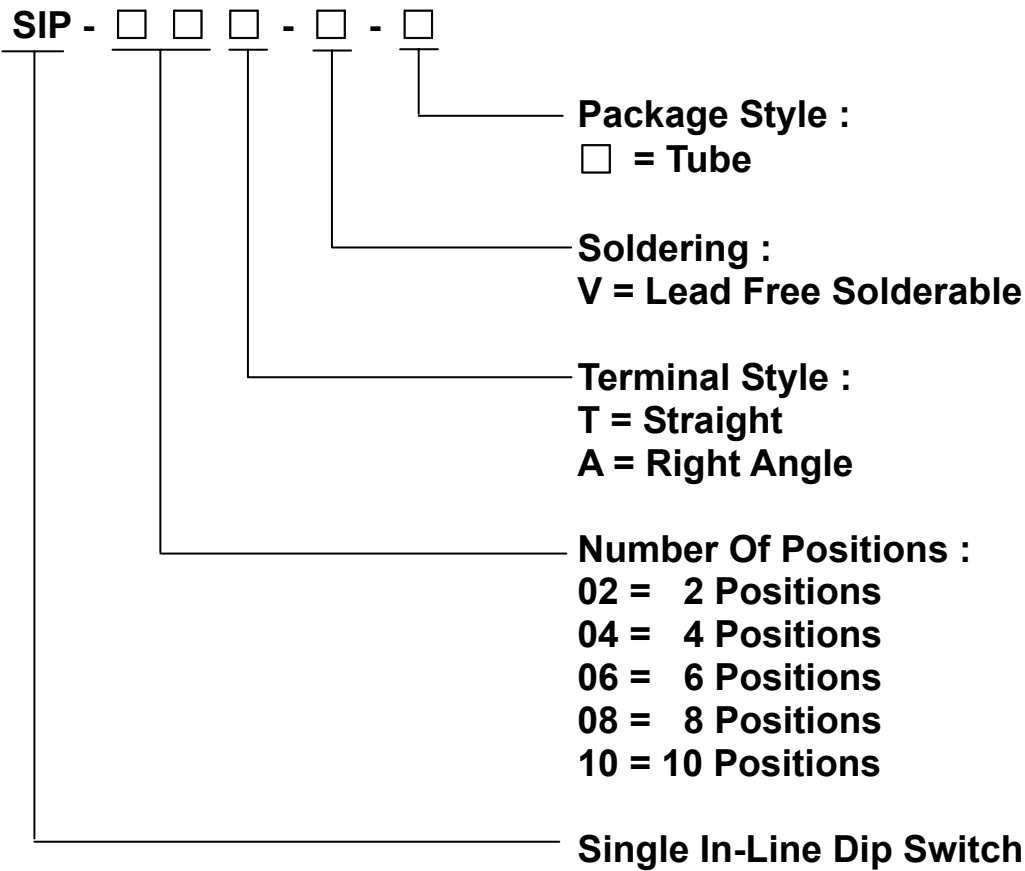 SIP - □ □ □ - □ - □
Package Style :
□ = Tube
Soldering :
V = Lead Free Solderable
Terminal Style :
T = Straight
A = Right Angle
Number Of Positions :
02 = 2 Positions
04 = 4 Positions
06 = 6 Positions
08 = 8 Positions
10 = 10 Positions
Single In-Line Dip Switch